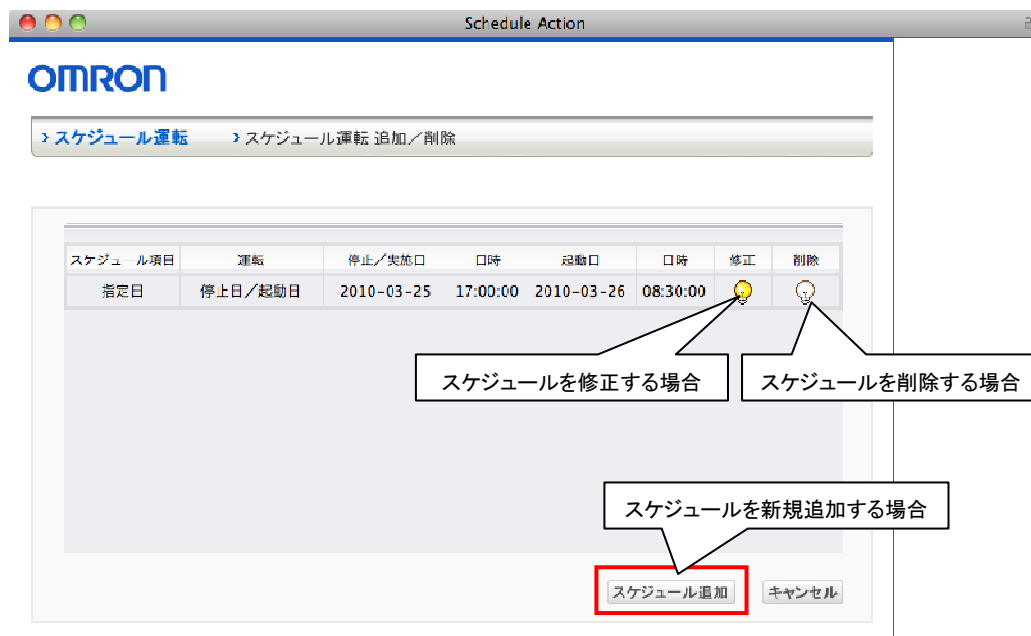 Schedule Action
OMRON
スケジュール運転 スケジュール運転 追加／削除
スケジュール項目 運転 停止／実施日 日時 起動日 日時 修正 削除
指定日 停止日／起動日 2010-03-25 17:00:00 2010-03-26 08:30:00
スケジュールを修正する場合 スケジュールを削除する場合
スケジュールを新規追加する場合
スケジュール追加 キャンセル